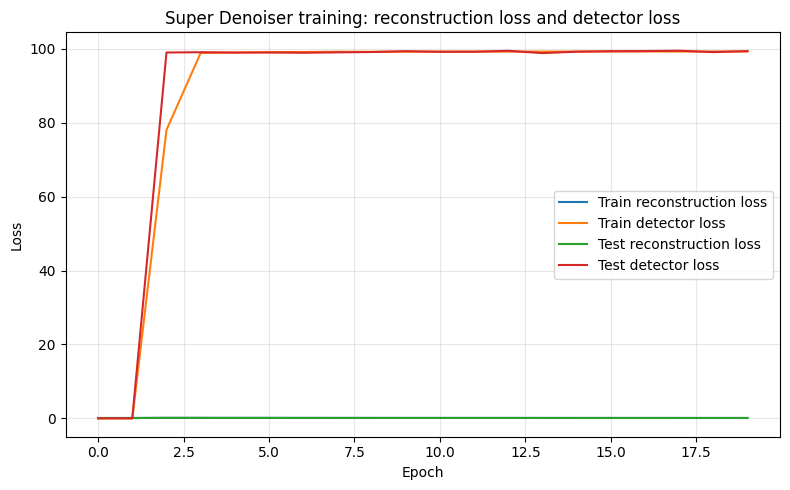 Super Denoiser training: reconstruction loss and detector loss
100
80
60
40
20
0
Loss
Train reconstruction loss
Train detector loss
Test reconstruction loss
Test detector loss
0.0 2.5 5.0 7.5 10.0 12.5 15.0 17.5
Epoch